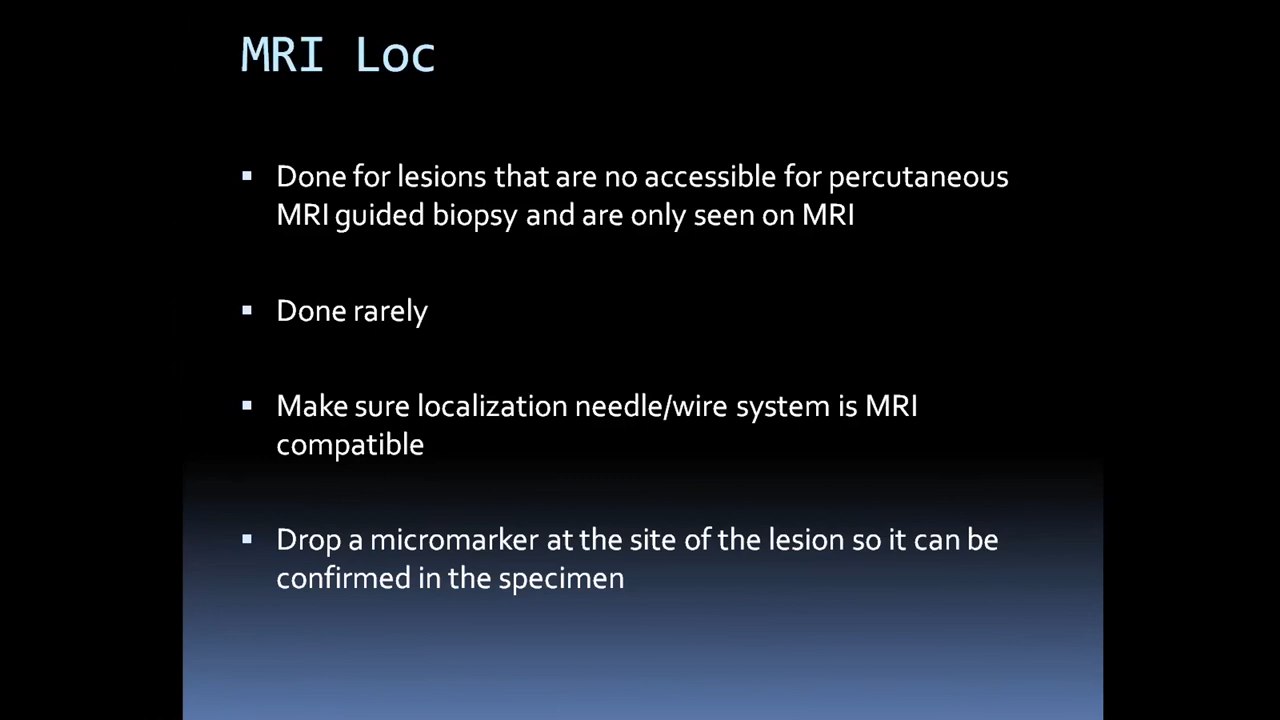 MRI Loc
▪ Done for lesions that are no accessible for percutaneous
MRI guided biopsy and are only seen on MRI
▪ Done rarely
▪ Make sure localization needle/wire system is MRI
compatible
▪ Drop a micromarker at the site of the lesion so it can be
confirmed in the specimen